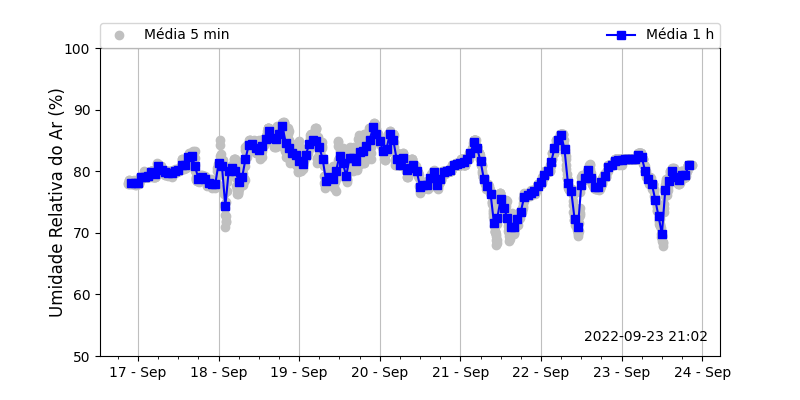 Média 5 min
Média 1 h
Umidade Relativa do Ar (%)
100
90
80
70
60
50
2022-09-23 21:02
17 - Sep
18 - Sep
19 - Sep
20 - Sep
21 - Sep
22 - Sep
23 - Sep
24 - Sep